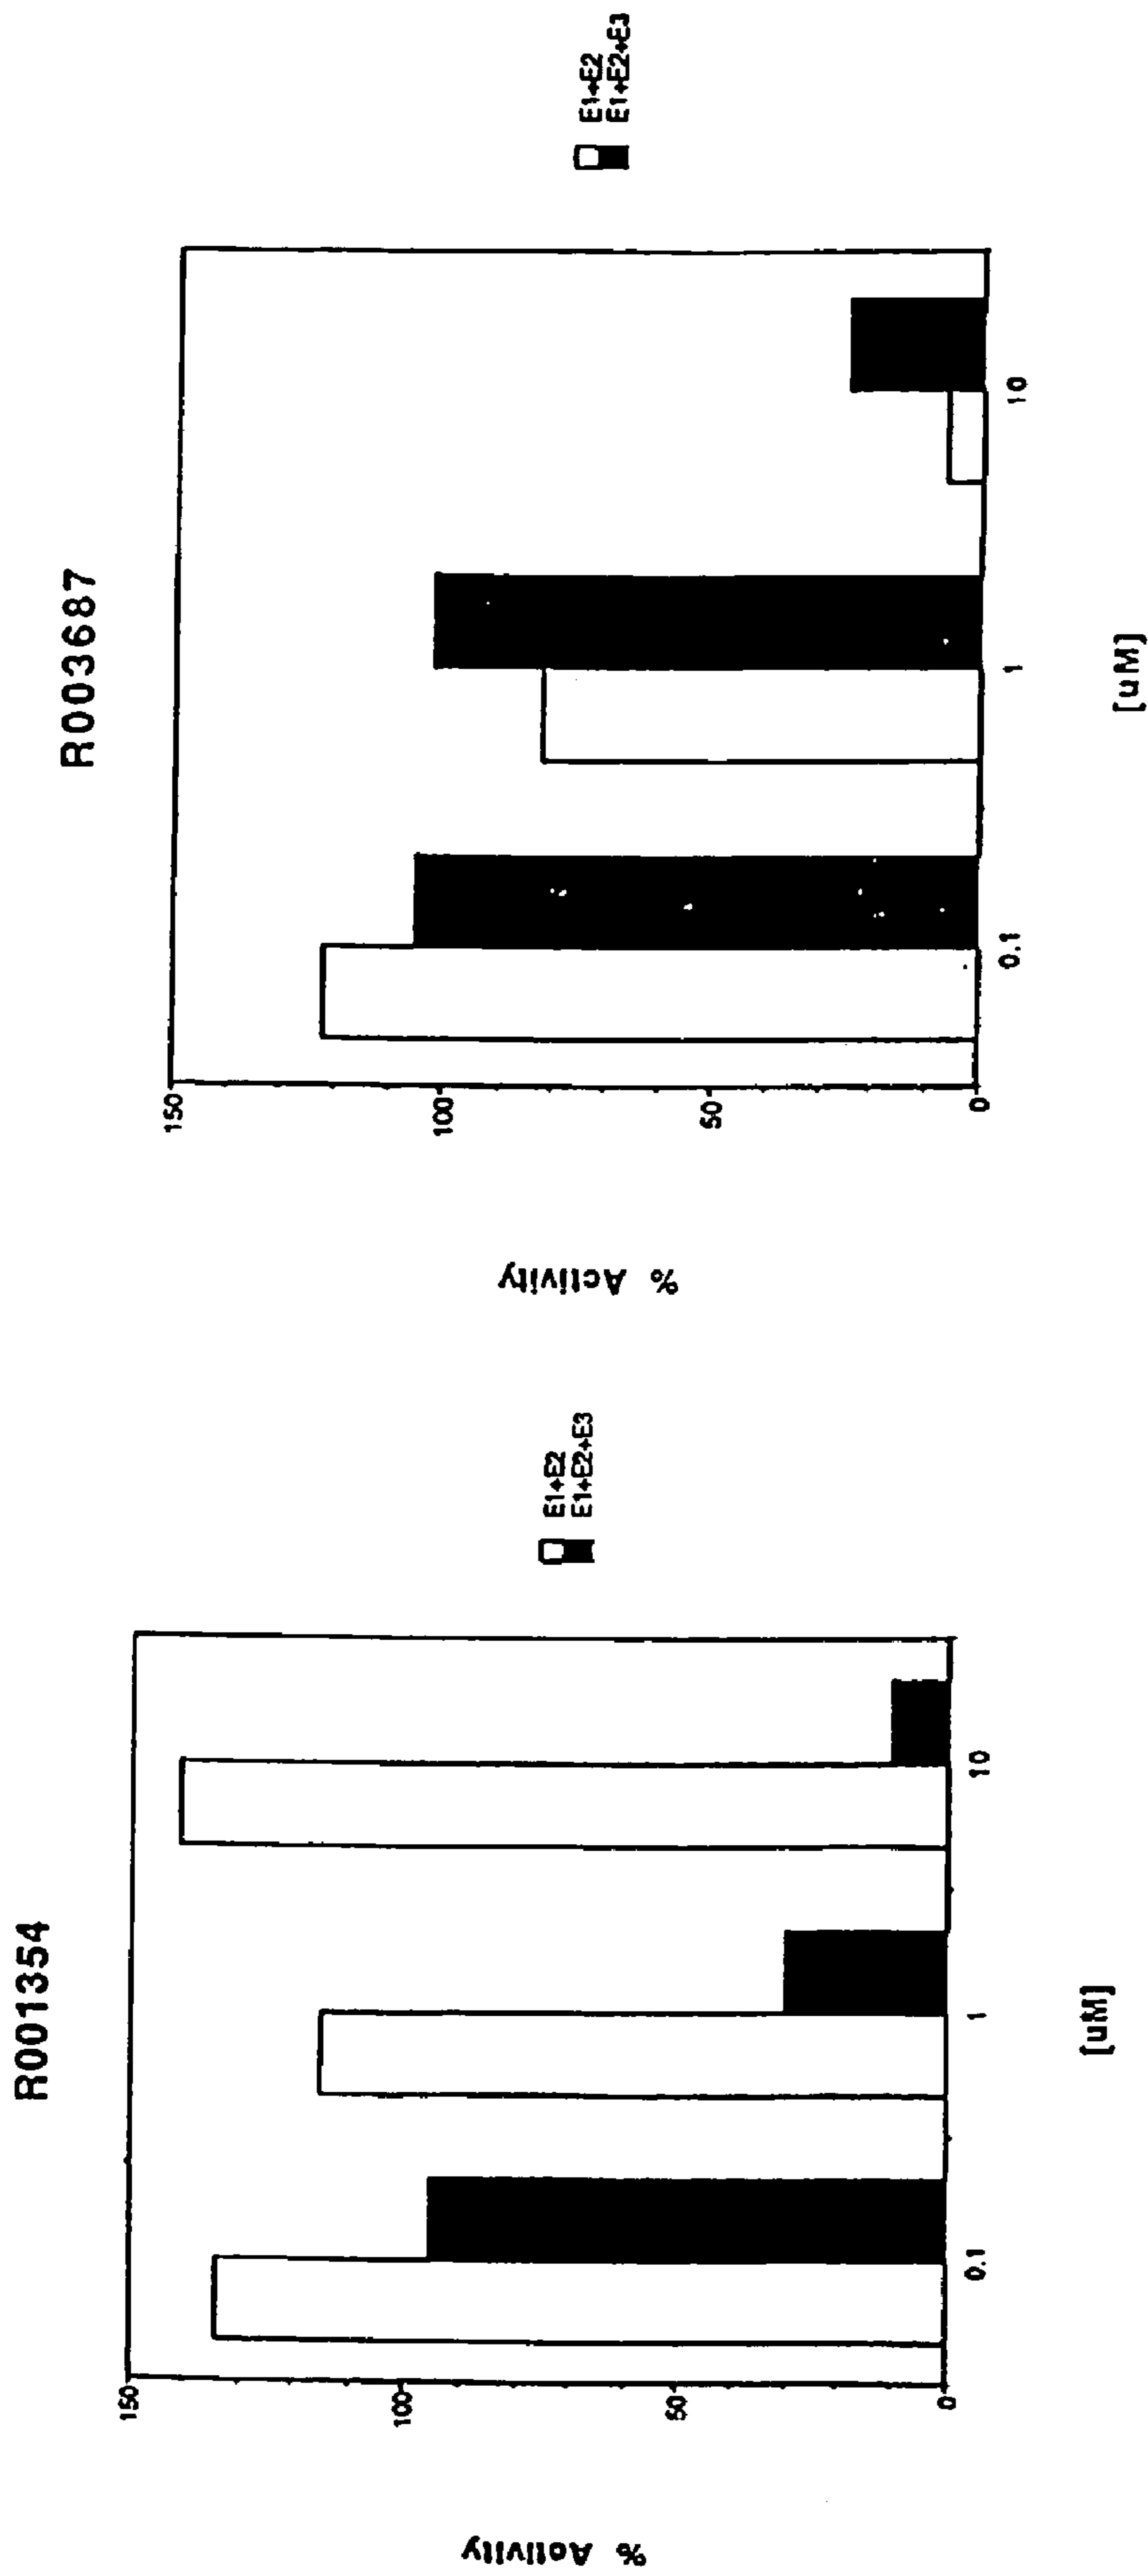 R001354
% Activity
150
100
50
0
0.1
1
10
[uM]
E1+E2
E1+E2+E3
R003687
% Activity
150
100
50
0
0.1
1
10
[uM]
E1+E2
E1+E2+E3